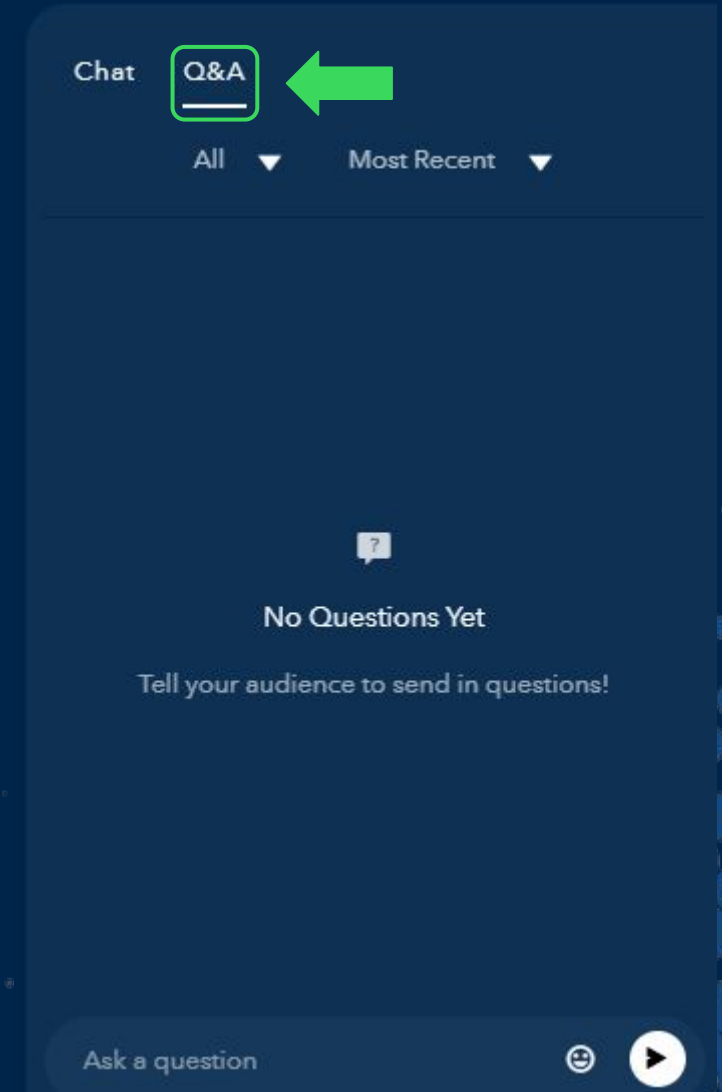 Chat Q&A
All Most Recent
?
No Questions Yet
Tell your audience to send in questions!
Ask a question